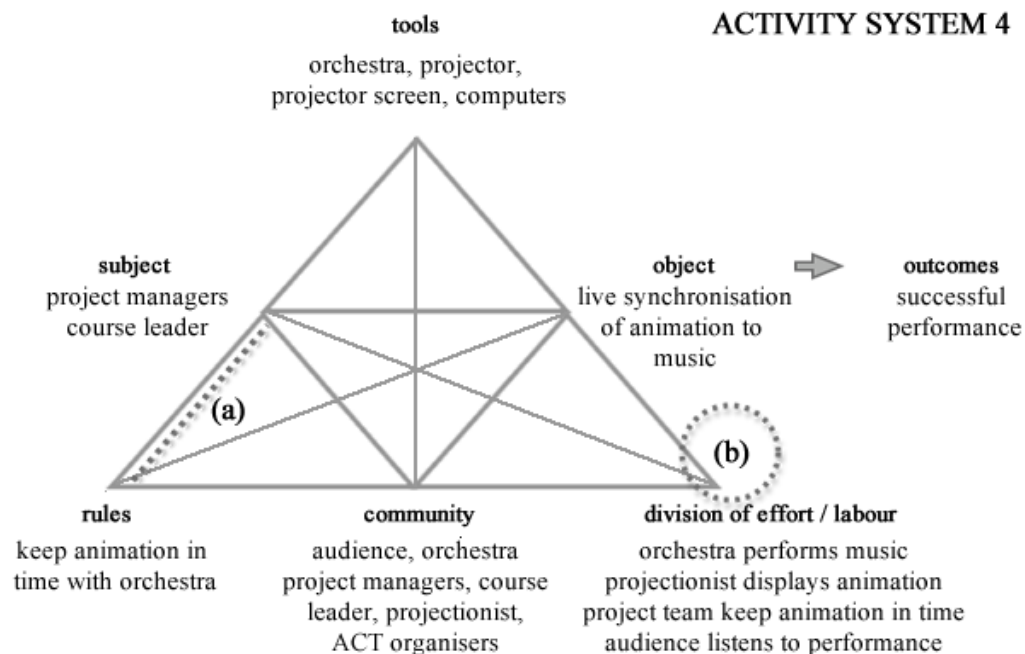 ACTIVITY SYSTEM 4
tools
orchestra, projector,
projector screen, computers
subject
project managers
course leader
object
live synchronisation
of animation to
music
outcomes
successful
performance
(a)
(b)
rules
keep animation in
time with orchestra
community
audience, orchestra
project managers, course
leader, projectionist,
ACT organisers
division of effort / labour
orchestra performs music
projectionist displays animation
project team keep animation in time
audience listens to performance